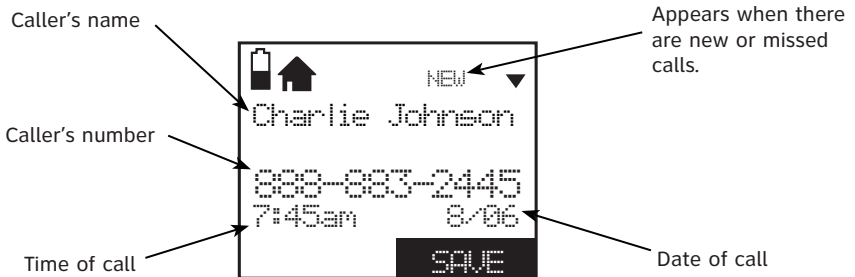 Caller's name
Appears when there
are new or missed
calls.
NEW
Charlie Johnson
Caller's number
888-883-2445
7:45am 8/06
Time of call
SAVE
Date of call